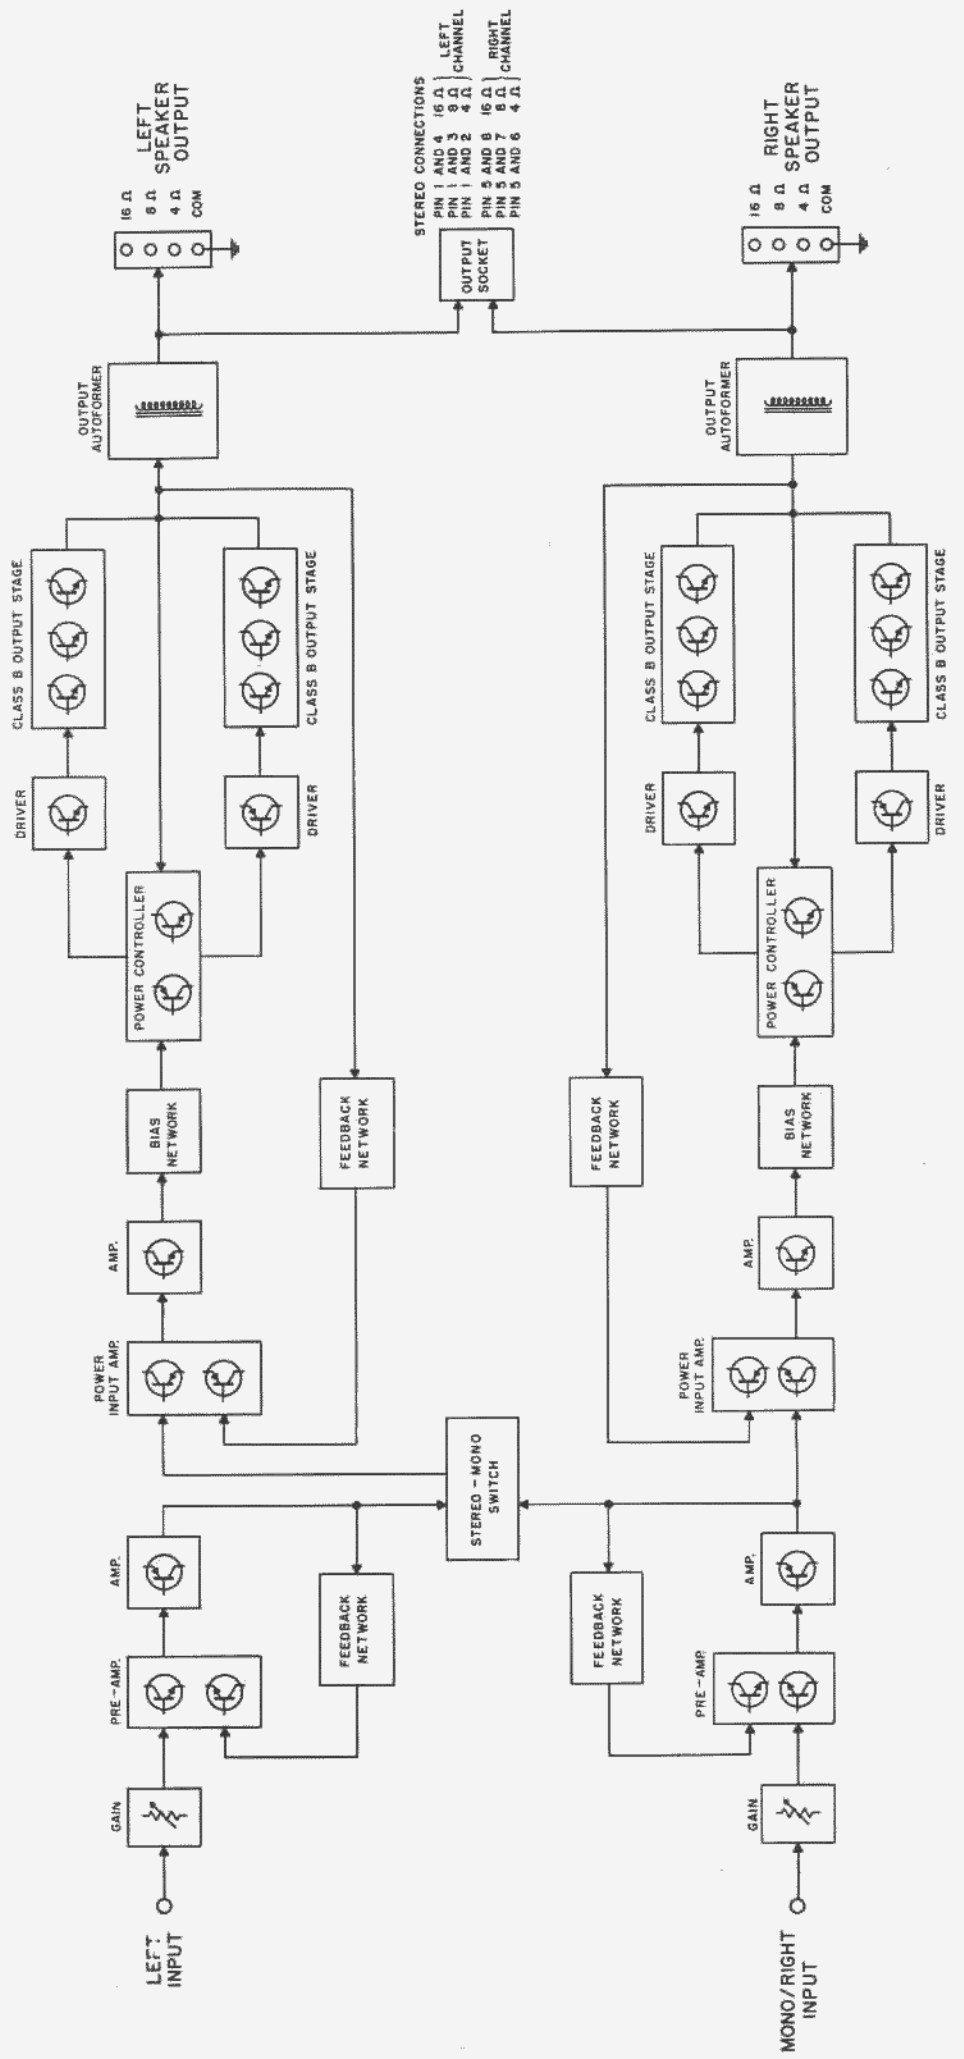 LEFT
INPUT
GAIN
PRE-AMP.
AMP.
FEEDBACK
NETWORK
POWER
INPUT AMP.
AMP.
BIAS
NETWORK
FEEDBACK
NETWORK
POWER CONTROLLER
DRIVER
DRIVER
CLASS B OUTPUT STAGE
CLASS B OUTPUT STAGE
OUTPUT
AUTOFORMER
16 Ω
8 Ω
4 Ω
COM
LEFT
SPEAKER
OUTPUT
STEREO-MONO
SWITCH
OUTPUT
SOCKET
STEREO CONNECTIONS
PIN 1 AND 4 16 Ω
PIN 1 AND 3 8 Ω
PIN 1 AND 2 4 Ω
LEFT
CHANNEL
PIN 5 AND 8 16 Ω
PIN 5 AND 7 8 Ω
PIN 5 AND 6 4 Ω
RIGHT
CHANNEL
MONO/RIGHT
INPUT
GAIN
PRE-AMP.
AMP.
FEEDBACK
NETWORK
POWER
INPUT AMP.
AMP.
BIAS
NETWORK
FEEDBACK
NETWORK
POWER CONTROLLER
DRIVER
DRIVER
CLASS B OUTPUT STAGE
CLASS B OUTPUT STAGE
OUTPUT
AUTOFORMER
16 Ω
8 Ω
4 Ω
COM
RIGHT
SPEAKER
OUTPUT